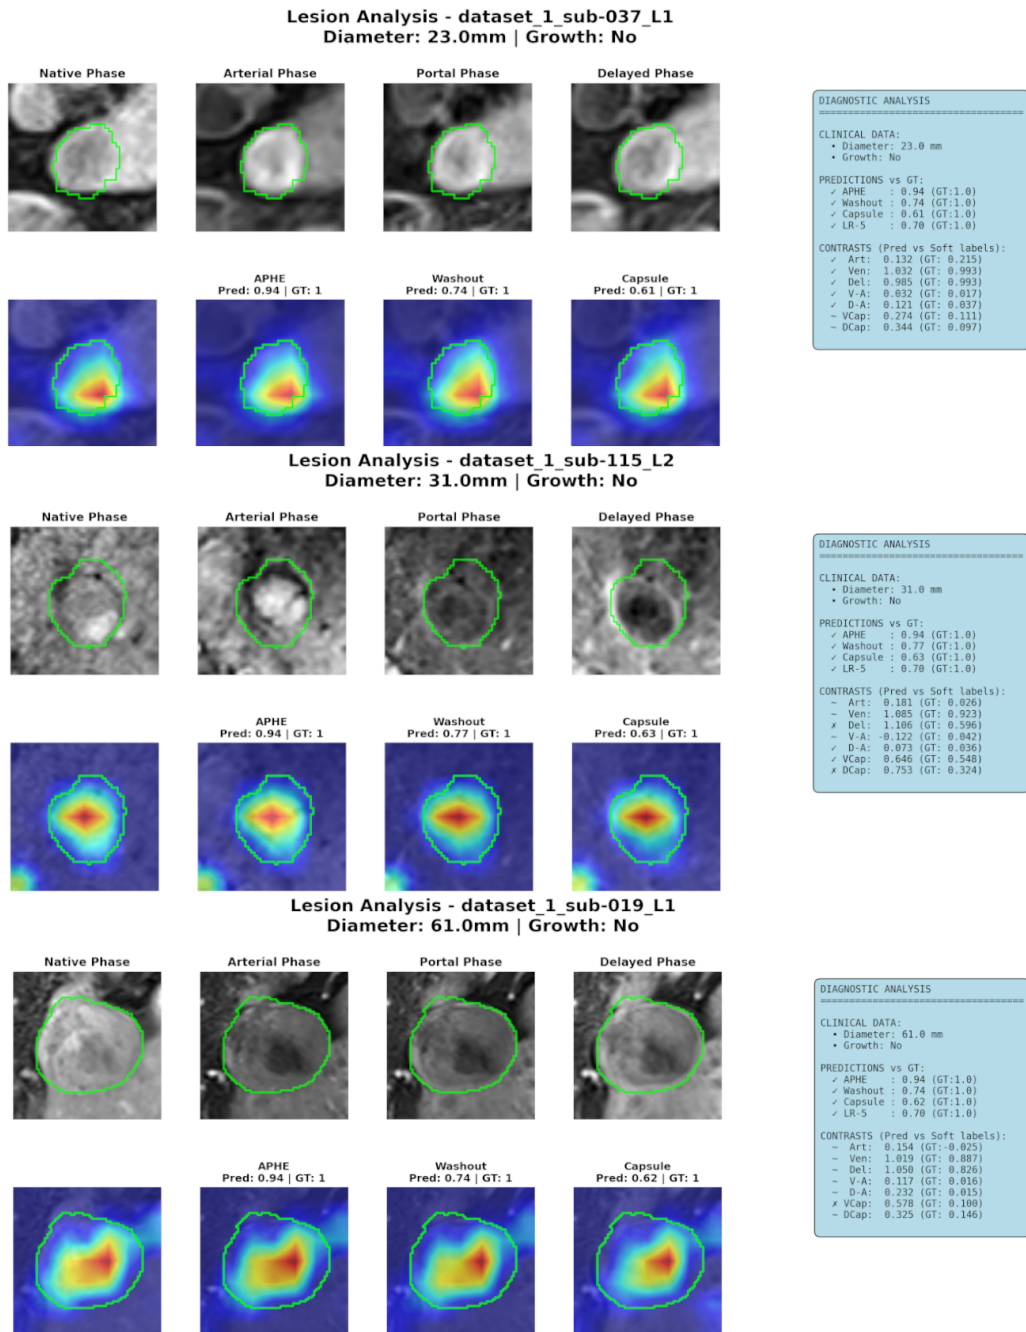 Lesion Analysis - dataset_1_sub-037_L1
Diameter: 23.0mm | Growth: No
Native Phase
Arterial Phase
Portal Phase
Delayed Phase
APHE
Pred: 0.94 | GT: 1
Washout
Pred: 0.74 | GT: 1
Capsule
Pred: 0.61 | GT: 1
DIAGNOSTIC ANALYSIS
===================================
CLINICAL DATA:
• Diameter: 23.0 mm
• Growth: No
PREDICTIONS vs GT:
✓ APHE : 0.94 (GT:1.0)
✓ Washout : 0.74 (GT:1.0)
✓ Capsule : 0.61 (GT:1.0)
✓ LR-5 : 0.70 (GT:1.0)
CONTRASTS (Pred vs Soft labels):
✓ Art: 0.132 (GT: 0.215)
✓ Ven: 1.032 (GT: 0.993)
✓ Del: 0.985 (GT: 0.993)
✓ V-A: 0.032 (GT: 0.017)
✓ D-A: 0.121 (GT: 0.037)
~ VCap: 0.274 (GT: 0.111)
~ DCap: 0.344 (GT: 0.097)
Lesion Analysis - dataset_1_sub-115_L2
Diameter: 31.0mm | Growth: No
Native Phase
Arterial Phase
Portal Phase
Delayed Phase
APHE
Pred: 0.94 | GT: 1
Washout
Pred: 0.77 | GT: 1
Capsule
Pred: 0.63 | GT: 1
DIAGNOSTIC ANALYSIS
===================================
CLINICAL DATA:
• Diameter: 31.0 mm
• Growth: No
PREDICTIONS vs GT:
✓ APHE : 0.94 (GT:1.0)
✓ Washout : 0.77 (GT:1.0)
✓ Capsule : 0.63 (GT:1.0)
✓ LR-5 : 0.70 (GT:1.0)
CONTRASTS (Pred vs Soft labels):
~ Art: 0.181 (GT: 0.026)
~ Ven: 1.085 (GT: 0.923)
✗ Del: 1.106 (GT: 0.596)
~ V-A: -0.122 (GT: 0.042)
✓ D-A: 0.073 (GT: 0.036)
✓ VCap: 0.646 (GT: 0.548)
✗ DCap: 0.753 (GT: 0.324)
Lesion Analysis - dataset_1_sub-019_L1
Diameter: 61.0mm | Growth: No
Native Phase
Arterial Phase
Portal Phase
Delayed Phase
APHE
Pred: 0.94 | GT: 1
Washout
Pred: 0.74 | GT: 1
Capsule
Pred: 0.62 | GT: 1
DIAGNOSTIC ANALYSIS
===================================
CLINICAL DATA:
• Diameter: 61.0 mm
• Growth: No
PREDICTIONS vs GT:
✓ APHE : 0.94 (GT:1.0)
✓ Washout : 0.74 (GT:1.0)
✓ Capsule : 0.62 (GT:1.0)
✓ LR-5 : 0.70 (GT:1.0)
CONTRASTS (Pred vs Soft labels):
~ Art: 0.154 (GT:-0.025)
~ Ven: 1.019 (GT: 0.887)
~ Del: 1.050 (GT: 0.826)
~ V-A: 0.117 (GT: 0.016)
~ D-A: 0.232 (GT: 0.015)
✗ VCap: 0.578 (GT: 0.100)
~ DCap: 0.325 (GT: 0.146)